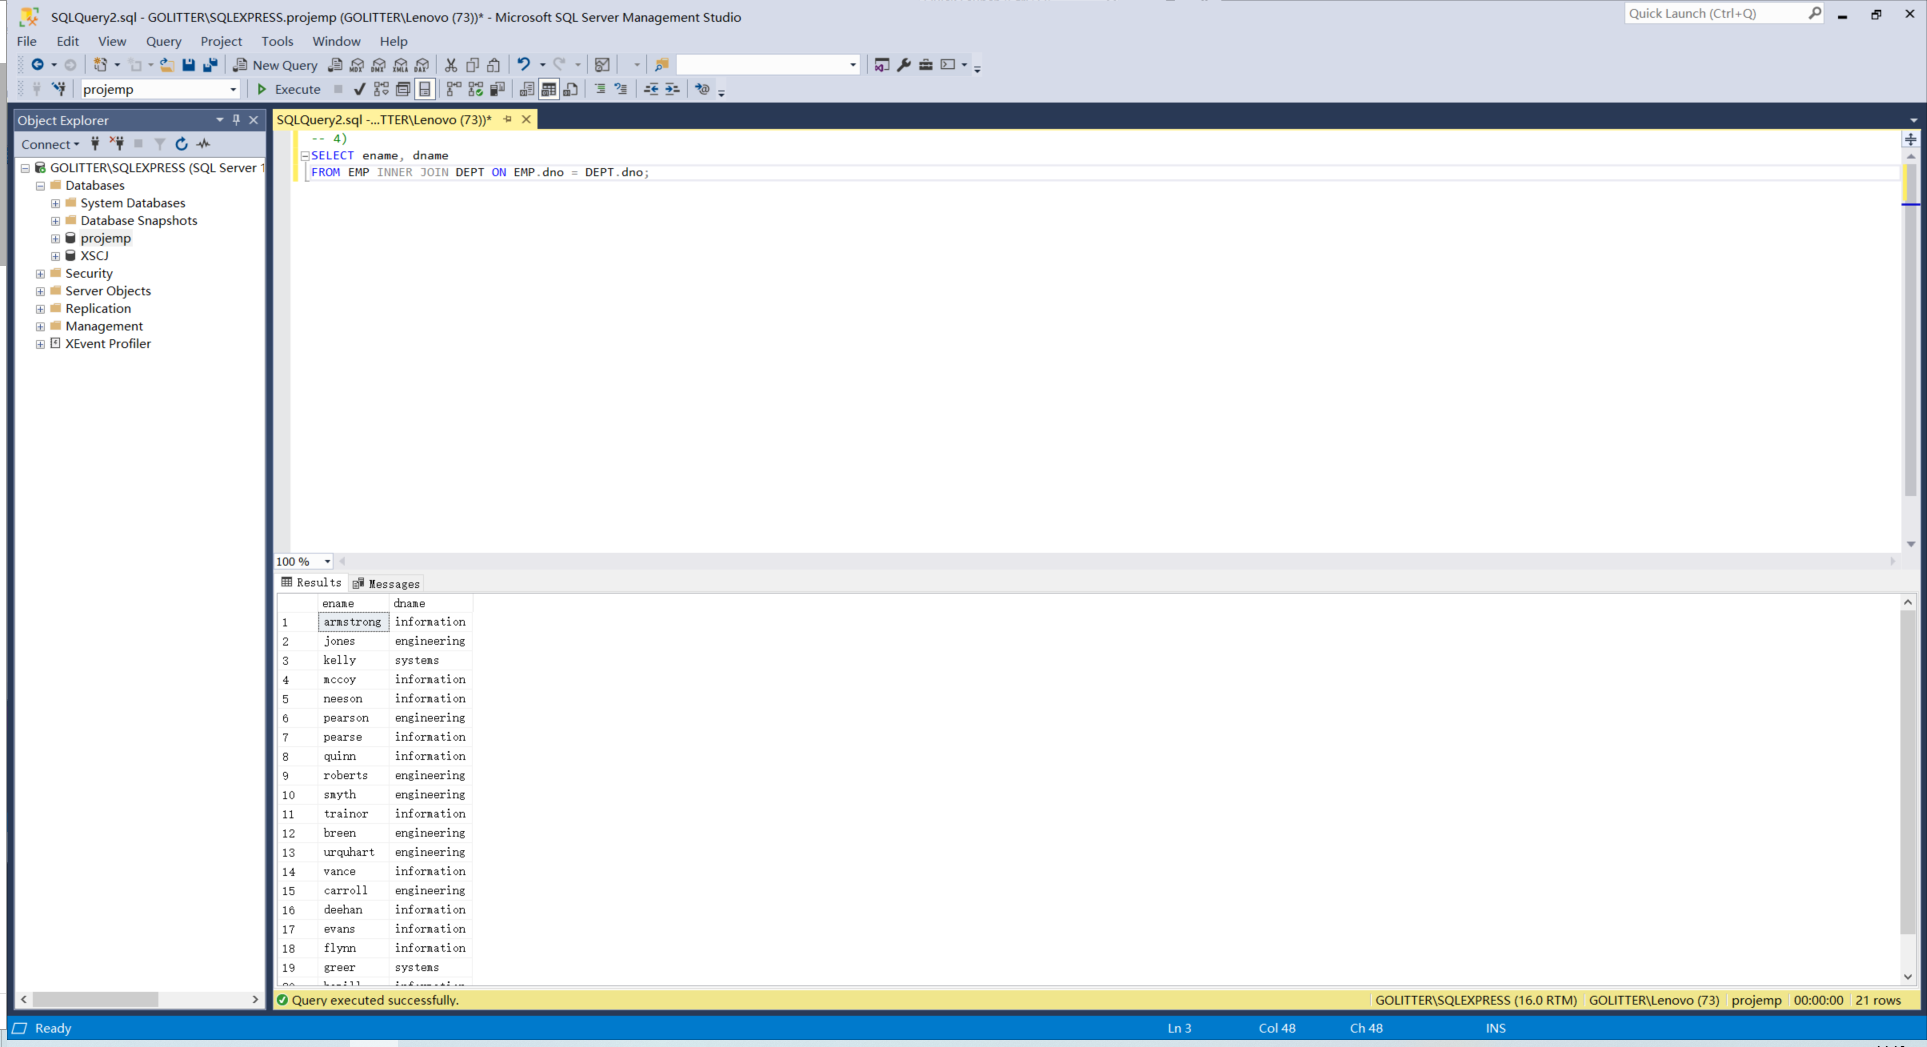 SQLQuery2.sql - GOLITTER\SQLEXPRESS.projemp (GOLITTER\Lenovo (73))* - Microsoft SQL Server Management Studio
Quick Launch (Ctrl+Q)
File Edit View Query Project Tools Window Help
New Query
projemp
Execute
Object Explorer
Connect
GOLITTER\SQLEXPRESS (SQL Server 1
Databases
System Databases
Database Snapshots
projemp
XSCJ
Security
Server Objects
Replication
Management
XEvent Profiler
SQLQuery2.sql -...TTER\Lenovo (73))*
-- 4)
SELECT ename, dname
FROM EMP INNER JOIN DEPT ON EMP.dno = DEPT.dno;
100 %
Results Messages
ename dname
1 armstrong information
2 jones engineering
3 kelly systems
4 mccoy information
5 neeson information
6 pearson engineering
7 pearse information
8 quinn information
9 roberts engineering
10 smyth engineering
11 trainor information
12 breen engineering
13 urquhart engineering
14 vance information
15 carroll engineering
16 deehan information
17 evans information
18 flynn information
19 greer systems
Query executed successfully.
GOLITTER\SQLEXPRESS (16.0 RTM) GOLITTER\Lenovo (73) projemp 00:00:00 21 rows
Ready
Ln 3 Col 48 Ch 48 INS